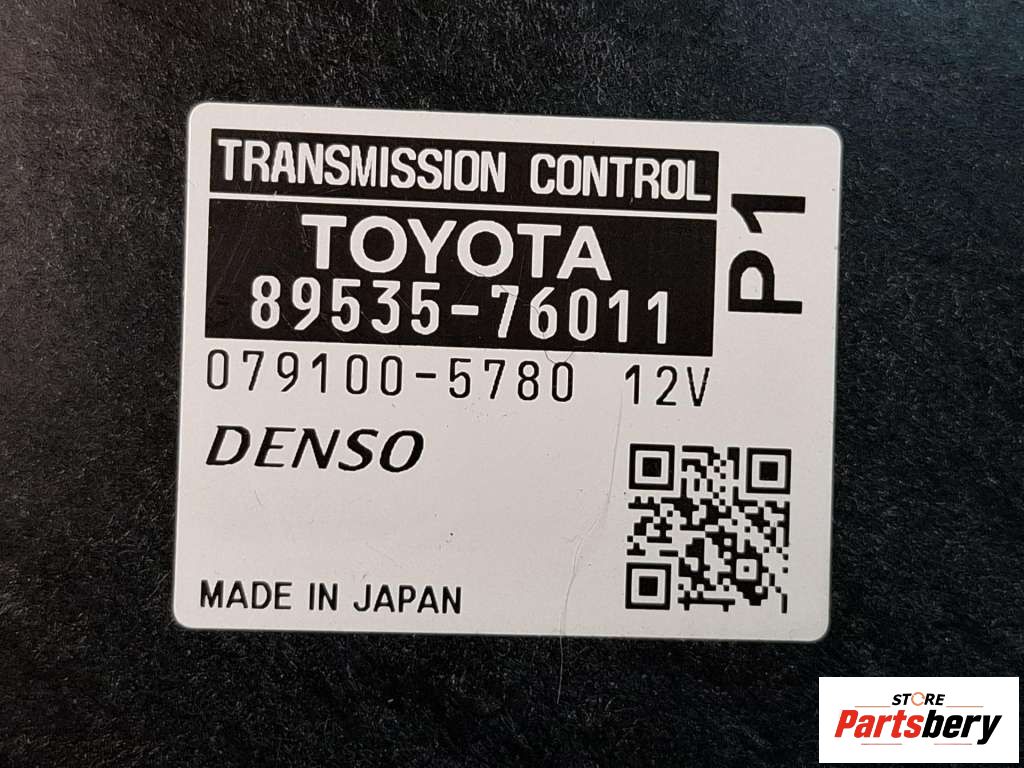 TRANSMISSION CONTROL
TOYOTA
89535-76011
P1
079100-5780 12V
DENSO
MADE IN JAPAN
STORE
Partsbery